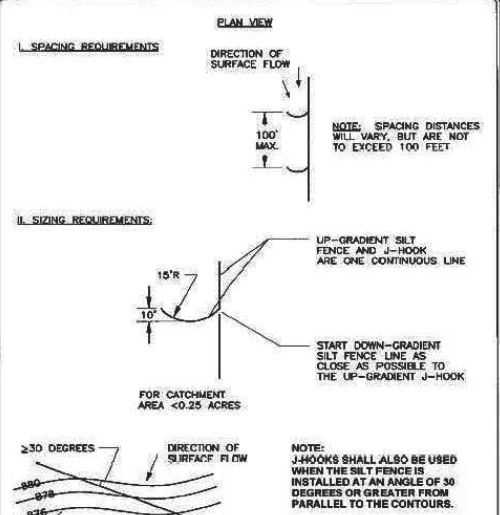 PLAN VIEW
I. SPACING REQUIREMENTS
DIRECTION OF
SURFACE FLOW
100'
MAX.
NOTE: SPACING DISTANCES
WILL VARY, BUT ARE NOT
TO EXCEED 100 FEET
II. SIZING REQUIREMENTS:
UP-GRADIENT SILT
FENCE AND J-HOOK
ARE ONE CONTINUOUS LINE
15'R
10'
START DOWN-GRADIENT
SILT FENCE LINE AS
CLOSE AS POSSIBLE TO
THE UP-GRADIENT J-HOOK
FOR CATCHMENT
AREA <0.25 ACRES
≥30 DEGREES
DIRECTION OF
SURFACE FLOW
NOTE:
J-HOOKS SHALL ALSO BE USED
WHEN THE SILT FENCE IS
INSTALLED AT AN ANGLE OF 30
DEGREES OR GREATER FROM
PARALLEL TO THE CONTOURS.
880
878
876